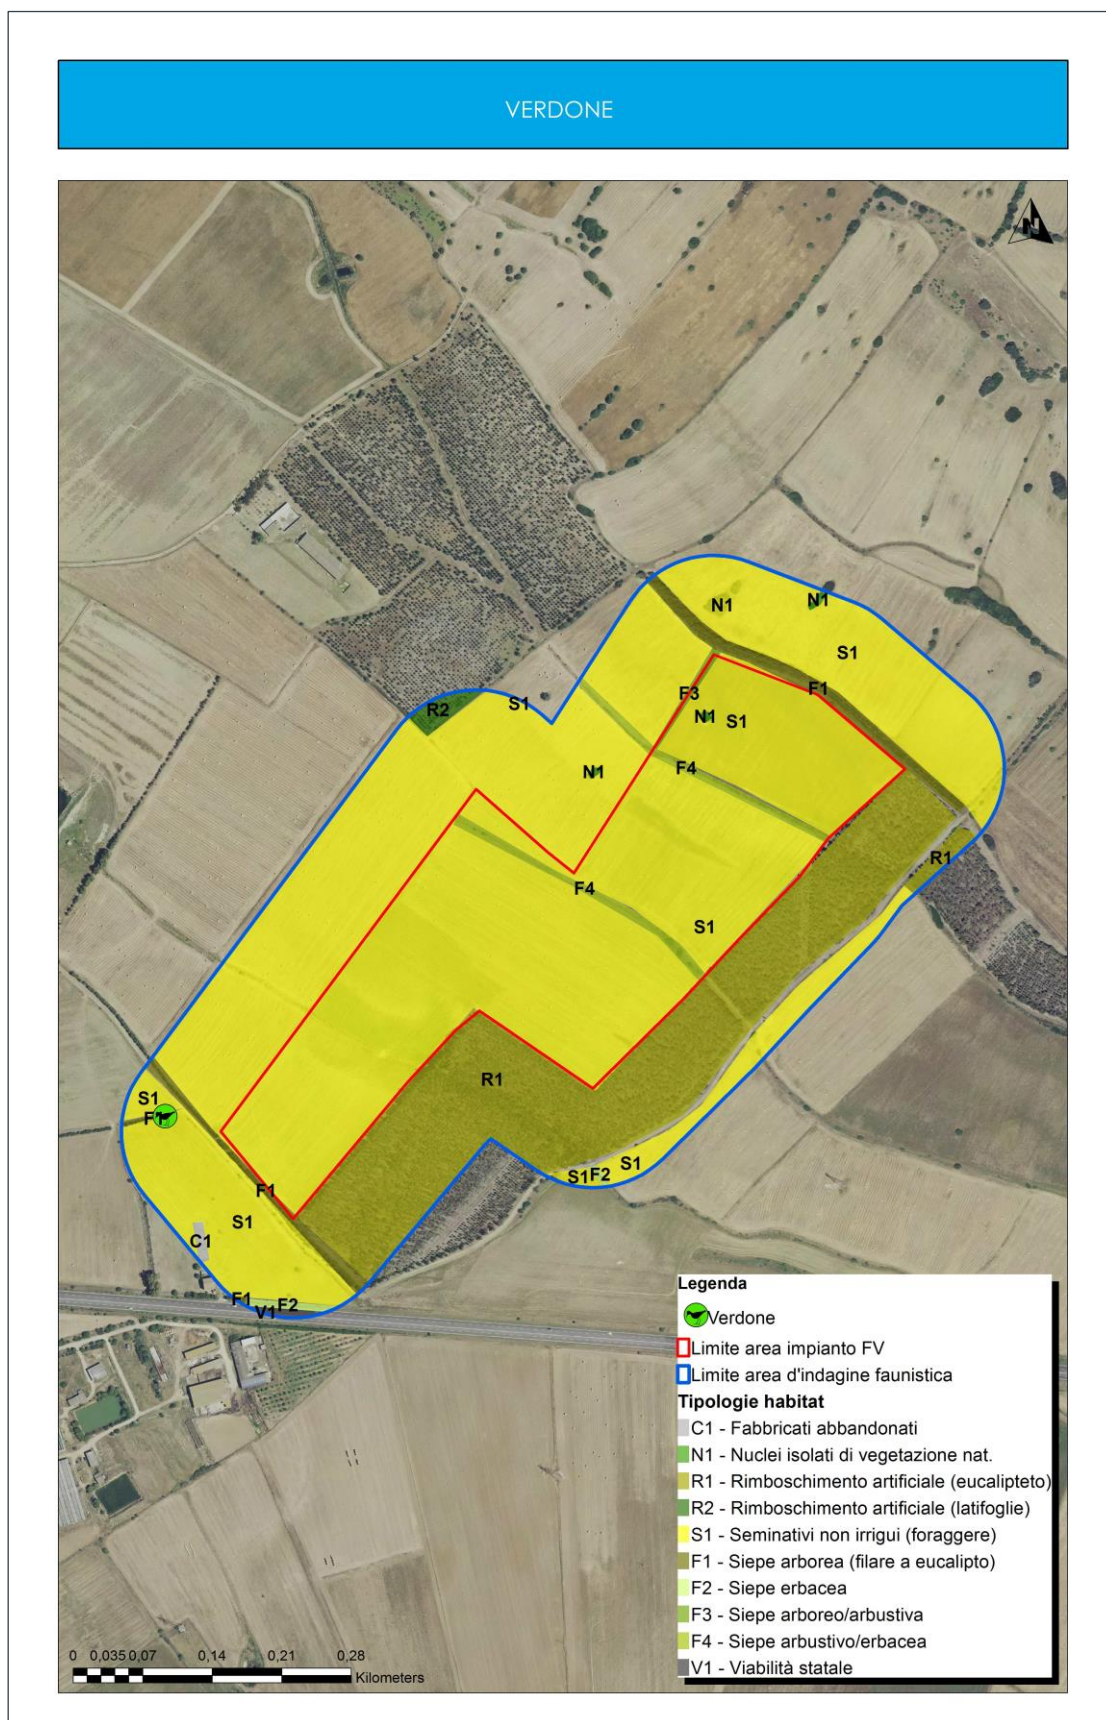 VERDONE
N
N1
N1
S1
F3
F1
R2
S1
N1
S1
F4
N1
R1
F4
S1
R1
S1
F1
S1
S1 F2
F1
S1
C1
F1
V1
F2
Legenda
Verdone
Limite area impianto FV
Limite area d'indagine faunistica
Tipologie habitat
C1 - Fabbricati abbandonati
N1 - Nuclei isolati di vegetazione nat.
R1 - Rimboschimento artificiale (eucalipteto)
R2 - Rimboschimento artificiale (latifoglie)
S1 - Seminativi non irrigui (foraggere)
F1 - Siepe arborea (filare a eucalipto)
F2 - Siepe erbacea
F3 - Siepe arboreo/arbustiva
F4 - Siepe arbustivo/erbacea
V1 - Viabilità statale
0 0,035 0,07 0,14 0,21 0,28
Kilometers